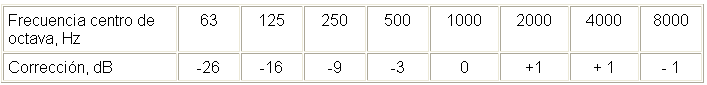 Frecuencia centro de octava, Hz 63 125 250 500 1000 2000 4000 8000
Corrección, dB -26 -16 -9 -3 0 +1 + 1 - 1